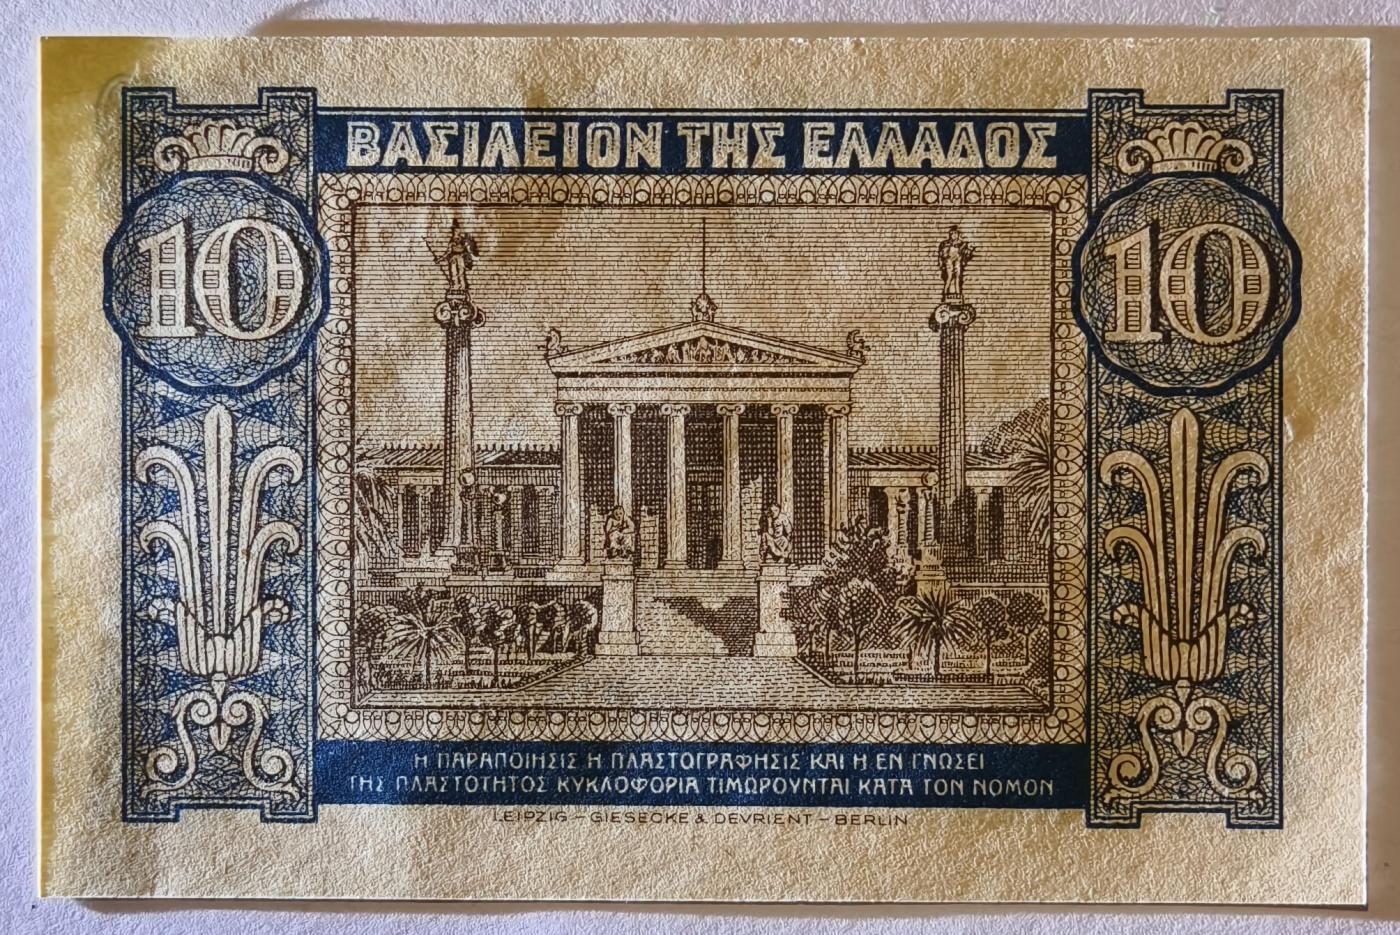 ΒΑΣΙΛΕΙΟΝ ΤΗΣ ΕΛΛΑΔΟΣ
10
10
Η ΠΑΡΑΠΟΙΗΣΙΣ Η ΠΛΑΣΤΟΓΡΑΦΗΣΙΣ ΚΑΙ Η ΕΝ ΓΝΩΣΕΙ
ΤΗΣ ΠΛΑΣΤΟΤΗΤΟΣ ΚΥΚΛΟΦΟΡΙΑ ΤΙΜΩΡΟΥΝΤΑΙ ΚΑΤΑ ΤΟΝ ΝΟΜΟΝ
LEIPZIG – GIESECKE & DEVRIENT – BERLIN